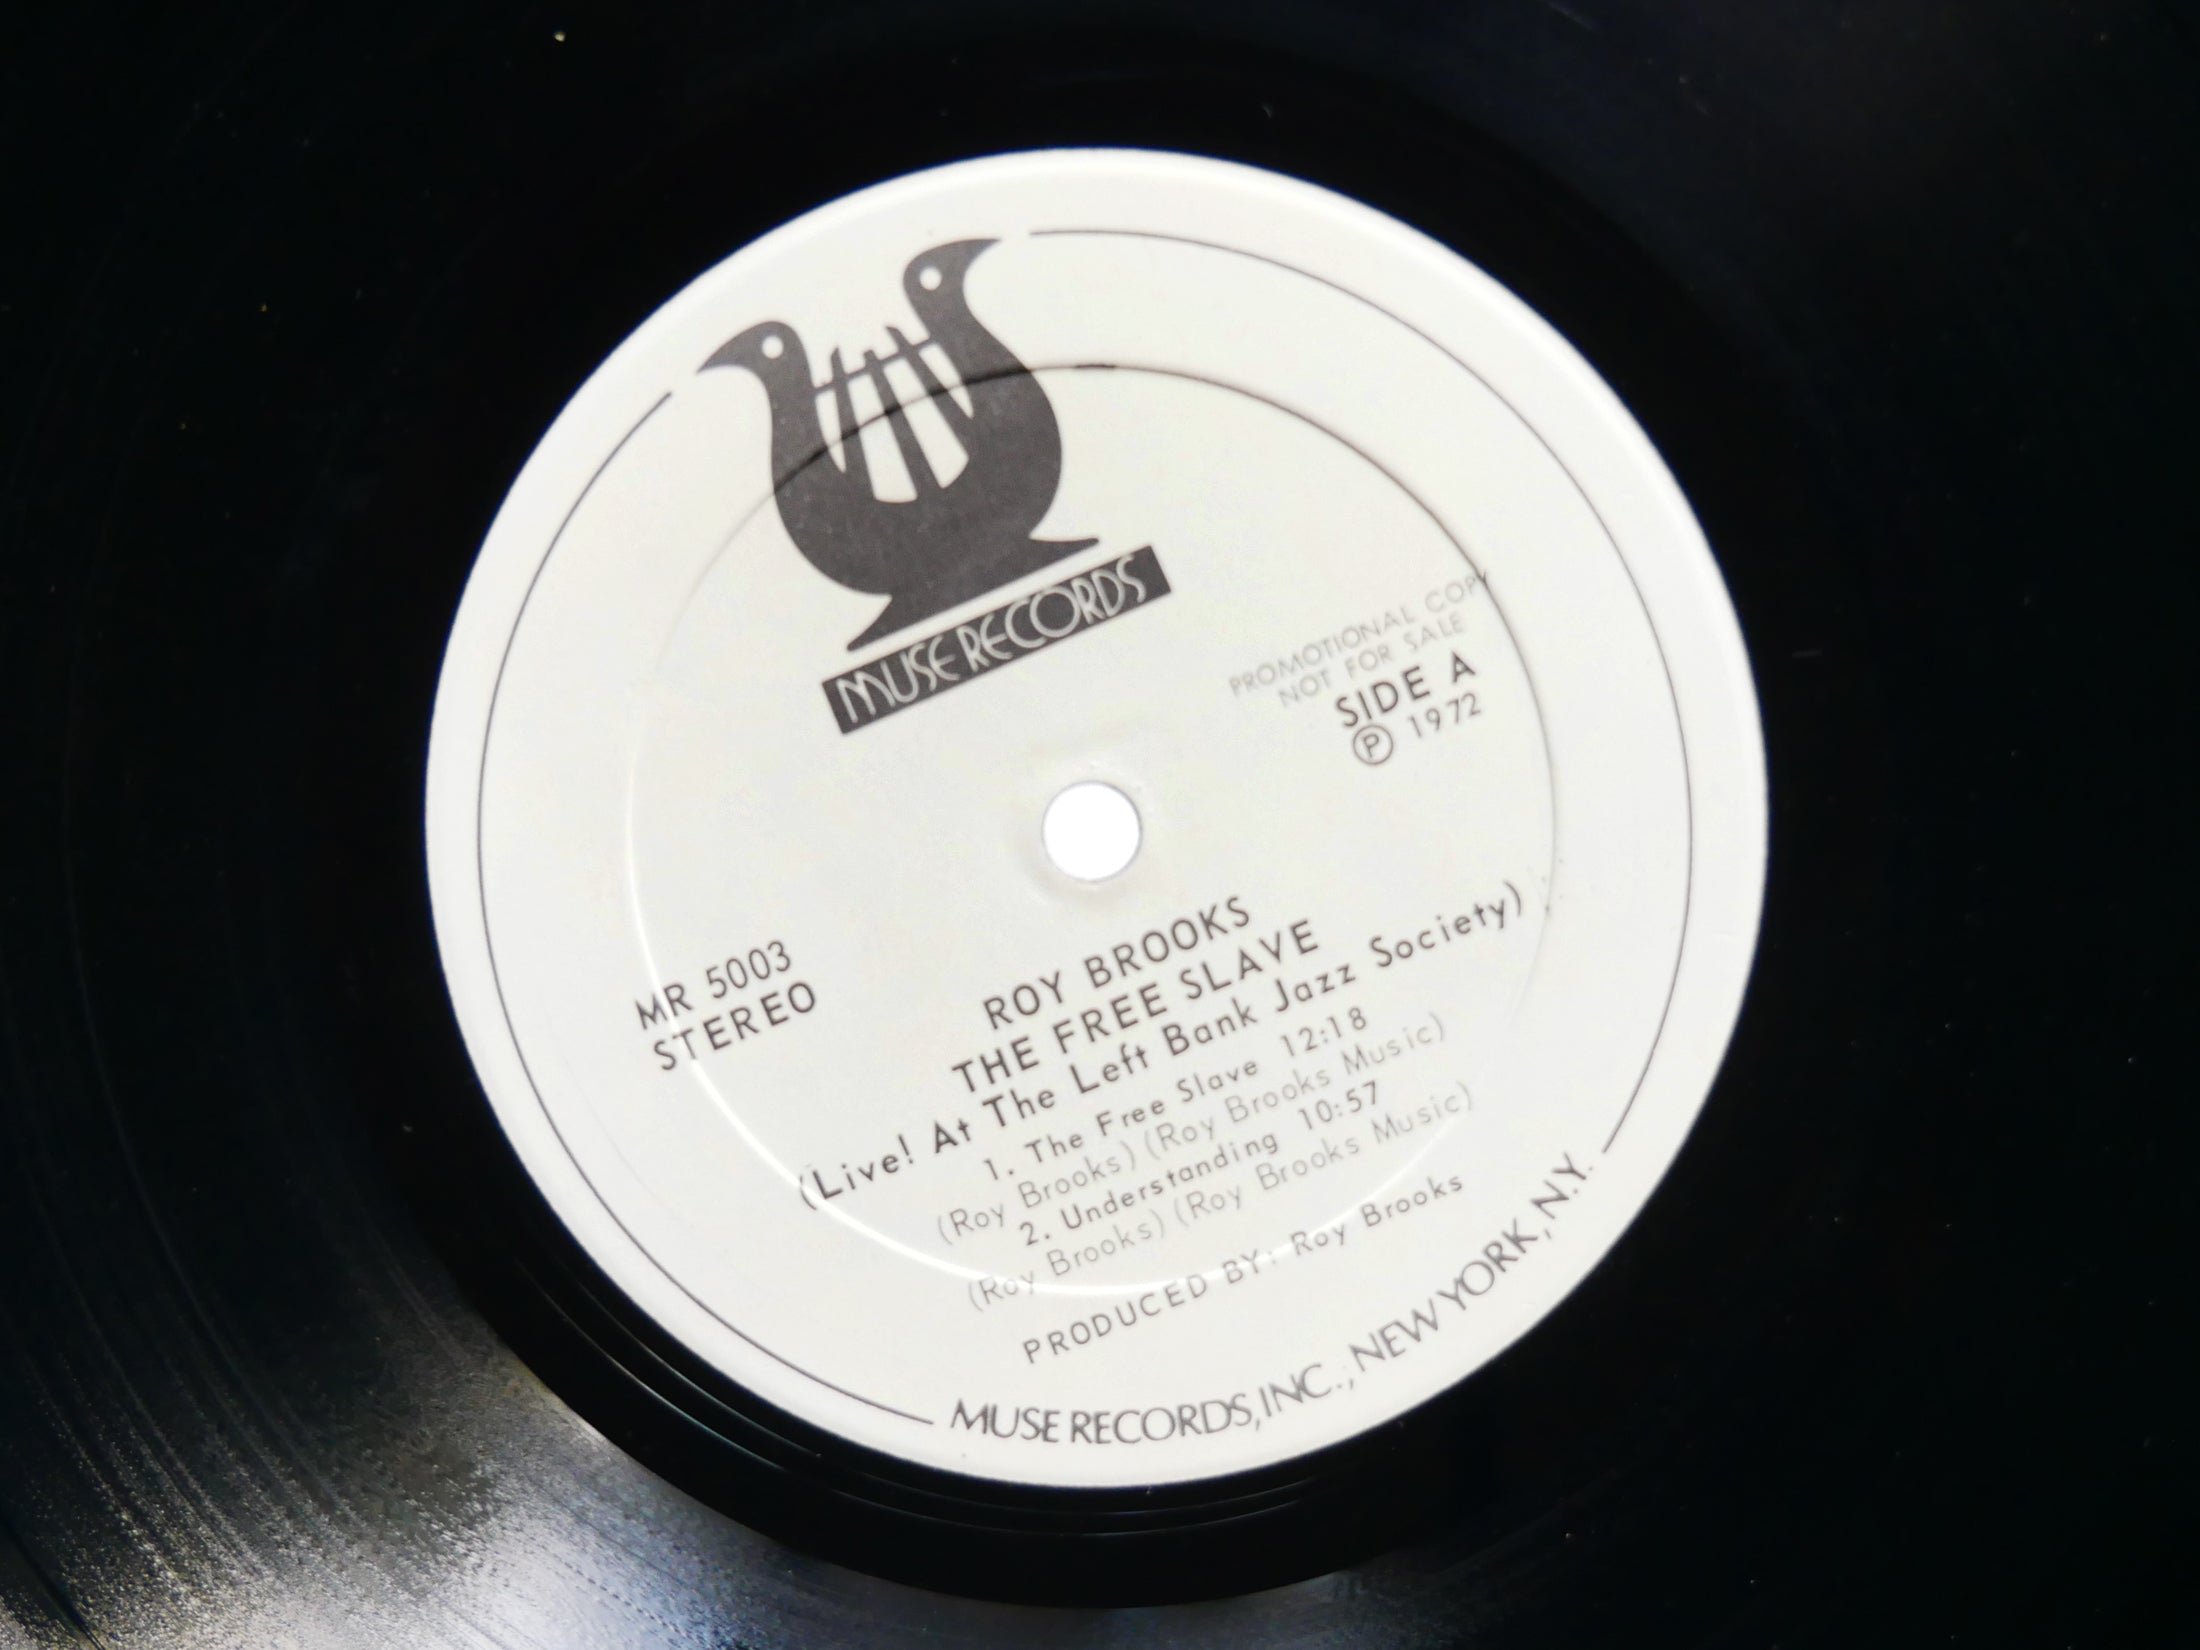 MUSE RECORDS
PROMOTIONAL COPY
NOT FOR SALE
SIDE A
Ⓟ 1972
MR 5003
STEREO
ROY BROOKS
THE FREE SLAVE
(Live! At The Left Bank Jazz Society)
1. The Free Slave 12:18
(Roy Brooks) (Roy Brooks Music)
2. Understanding 10:57
(Roy Brooks) (Roy Brooks Music)
PRODUCED BY: Roy Brooks
MUSE RECORDS, INC., NEW YORK, N.Y.